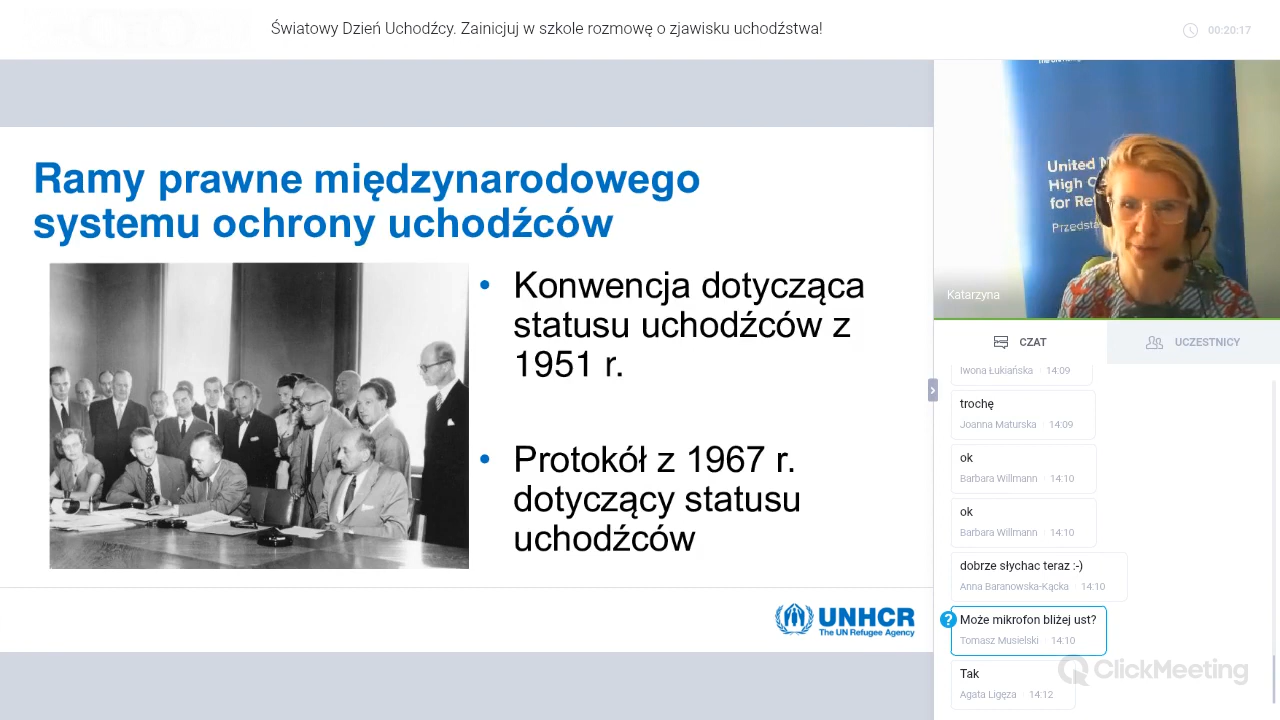 Światowy Dzień Uchodźcy. Zainicjuj w szkole rozmowę o zjawisku uchodźstwa!
00:20:17
Ramy prawne międzynarodowego
systemu ochrony uchodźców
• Konwencja dotycząca
statusu uchodźców z
1951 r.
• Protokół z 1967 r.
dotyczący statusu
uchodźców
UNHCR
The UN Refugee Agency
United
High
for
Katarzyna
CZAT
UCZESTNICY
Iwona Łukiańska 14:09
trochę
Joanna Maturska 14:09
ok
Barbara Willmann 14:10
ok
Barbara Willmann 14:10
dobrze słychac teraz :-)
Anna Baranowska-Kącka 14:10
?
Może mikrofon bliżej ust?
Tomasz Musielski 14:10
Tak
Agata Ligęza 14:12
ClickMeeting